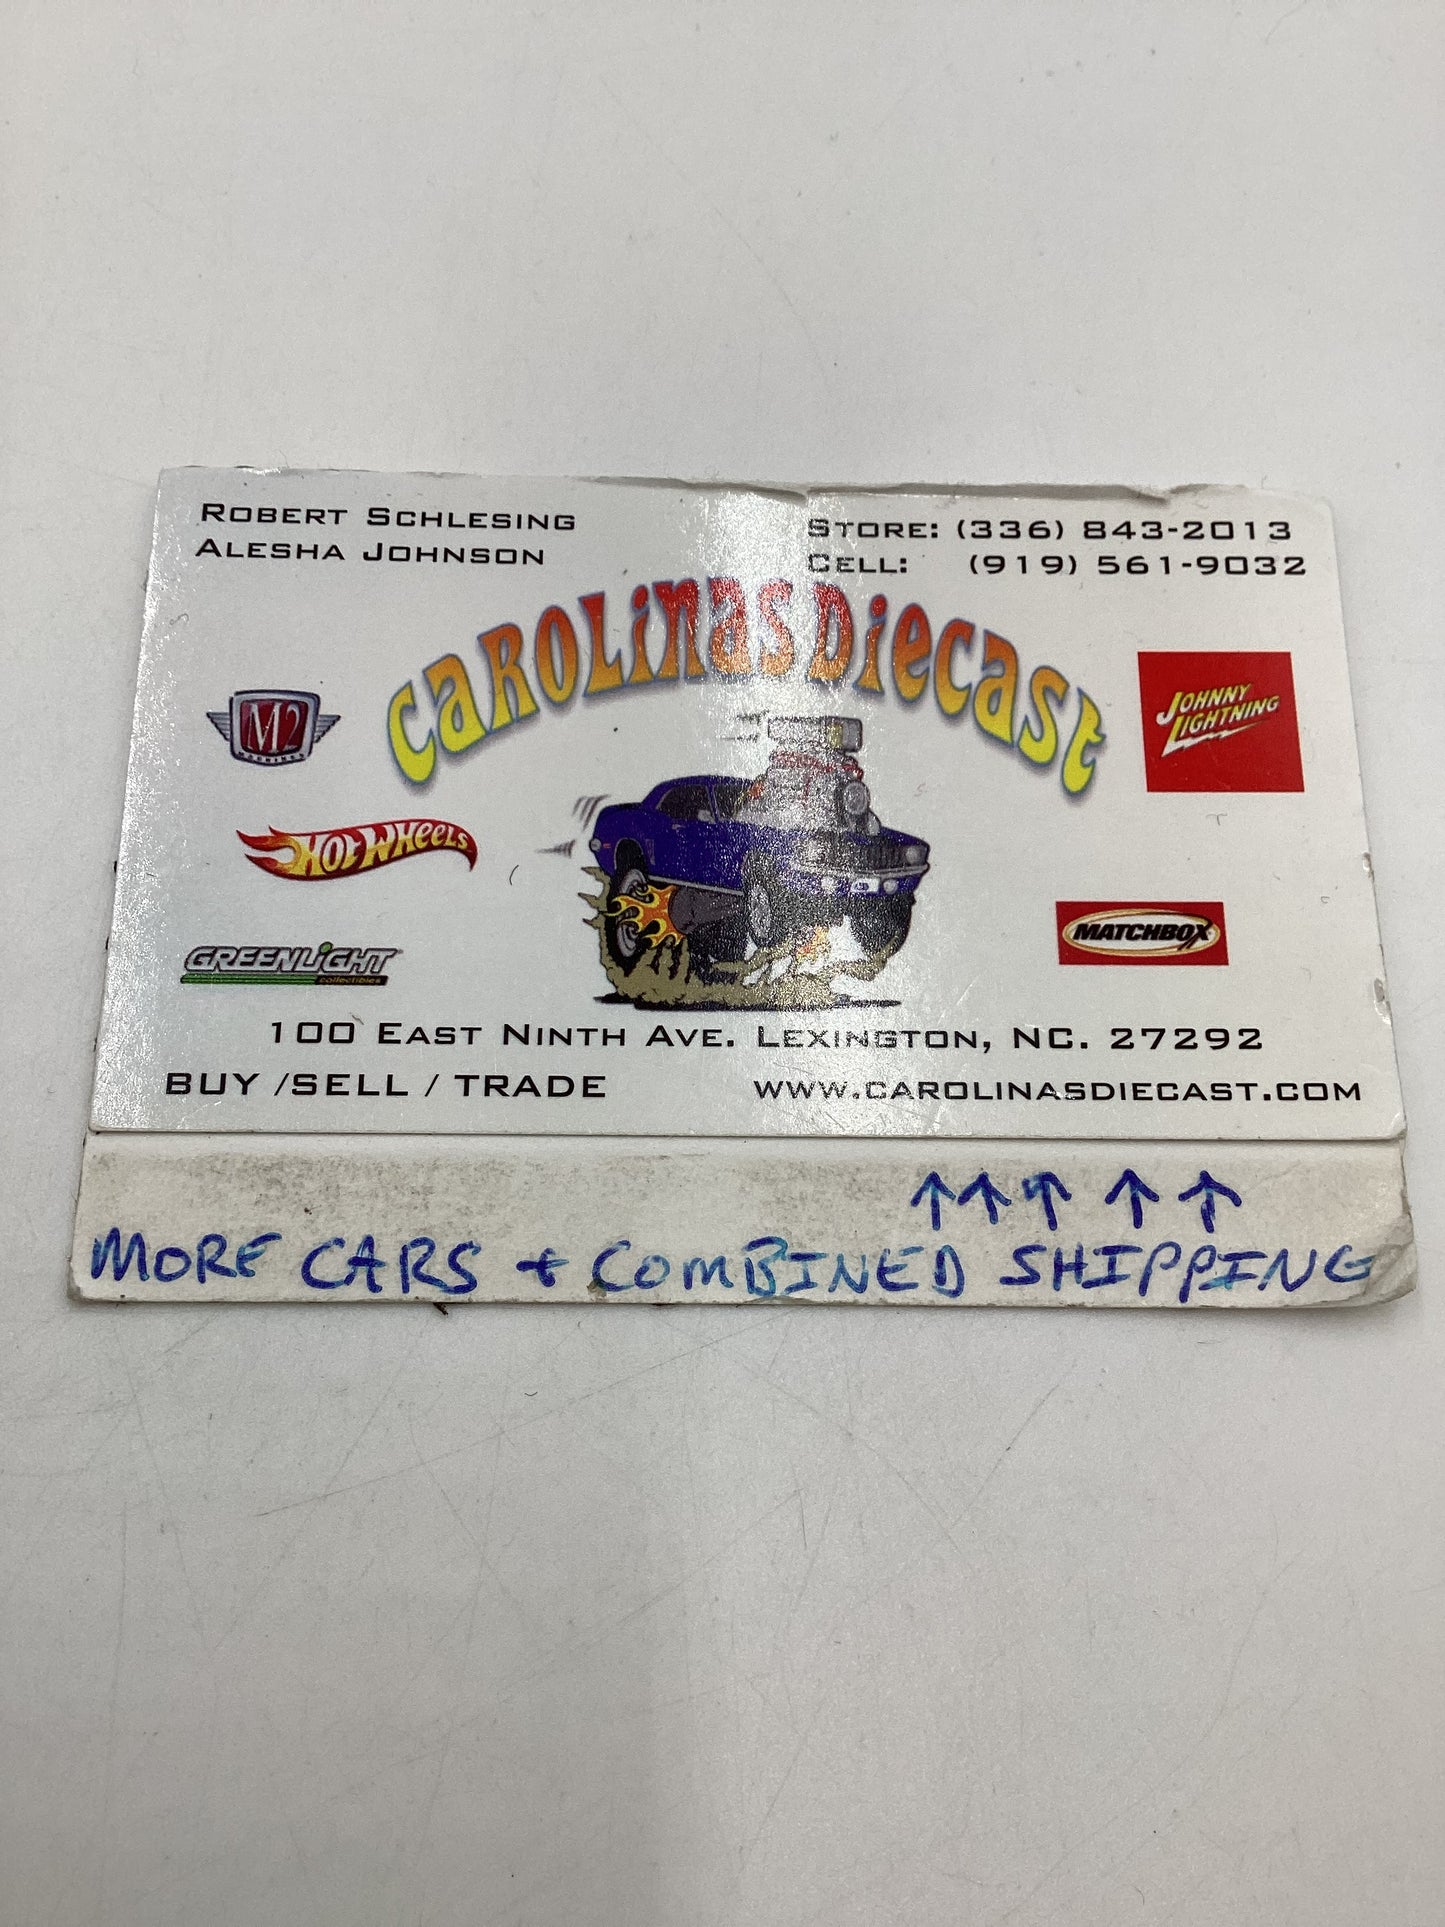 ROBERT SCHLESING
ALESHA JOHNSON
STORE: (336) 843-2013
CELL: (919) 561-9032
CAROLINAS DIECAST
M2
MACHINES
JOHNNY
LIGHTNING
HOT WHEELS
MATCHBOX
GREENLIGHT
collectibles
100 EAST NINTH AVE. LEXINGTON, NC. 27292
BUY /SELL / TRADE
WWW.CAROLINASDIECAST.COM
↑ ↑ ↑ ↑ ↑
MORE CARS + COMBINED SHIPPING